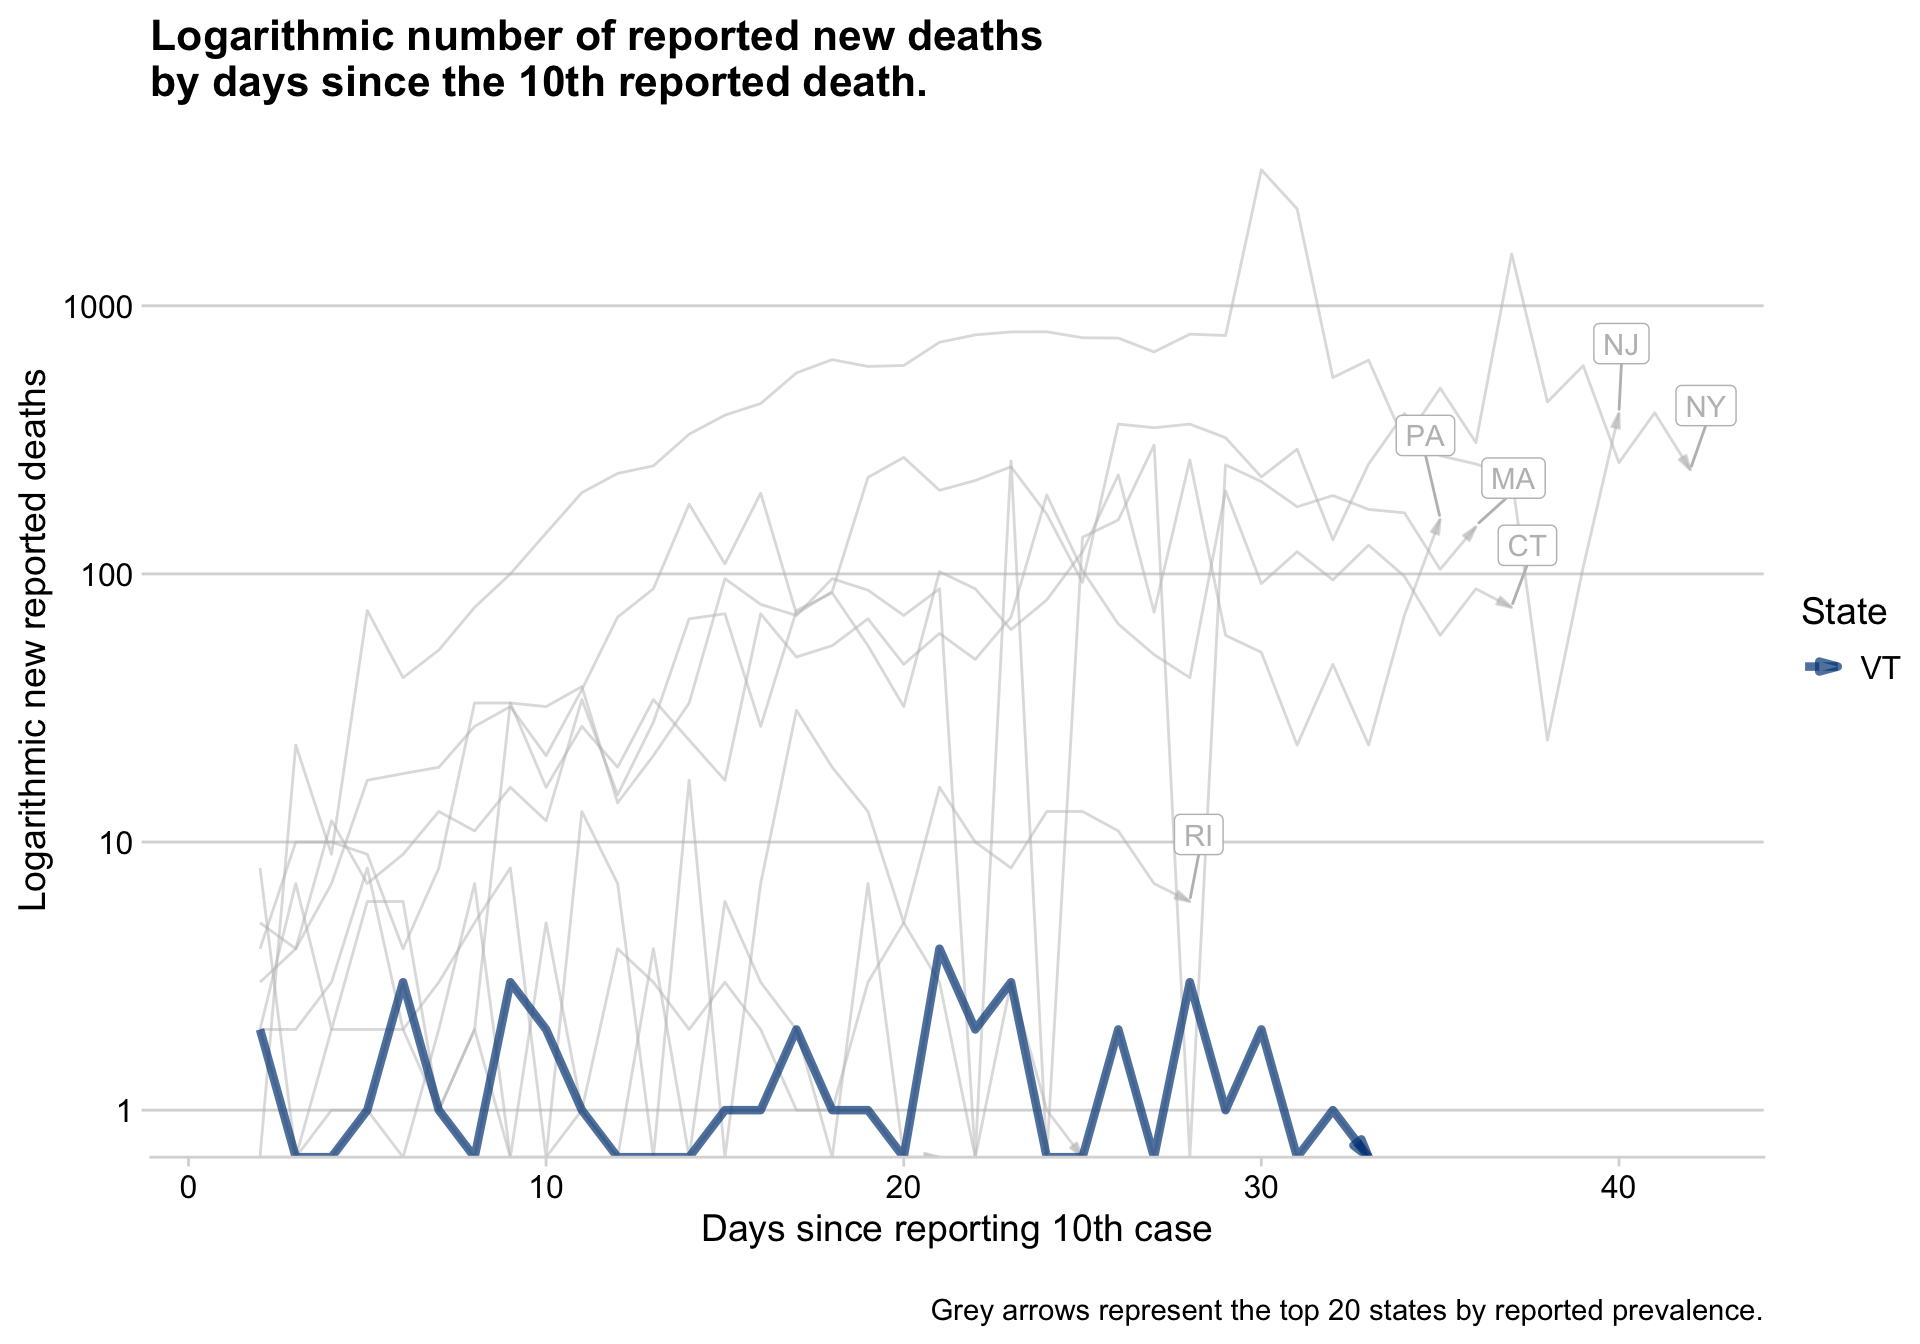 Logarithmic number of reported new deaths
by days since the 10th reported death.
Logarithmic new reported deaths
1000
100
10
1
NJ
NY
PA
MA
CT
RI
State
VT
0 10 20 30 40
Days since reporting 10th case
Grey arrows represent the top 20 states by reported prevalence.